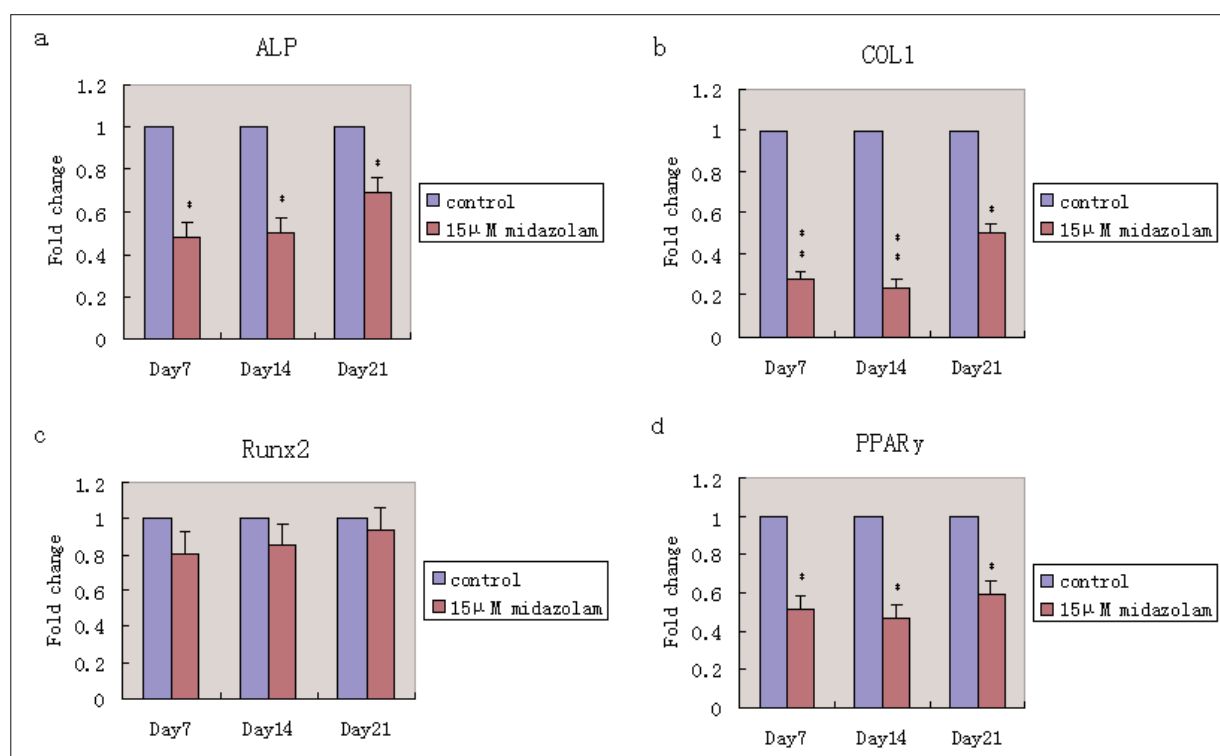 a
ALP
1.2
1
0.8
0.6
0.4
0.2
0
Fold change
* * *
Day7 Day14 Day21
control
15μM midazolam
b
COL1
1.2
1
0.8
0.6
0.4
0.2
0
Fold change
* * * * *
Day7 Day14 Day21
control
15μM midazolam
c
Runx2
1.2
1
0.8
0.6
0.4
0.2
0
Fold change
Day7 Day14 Day21
control
15μM midazolam
d
PPARγ
1.2
1
0.8
0.6
0.4
0.2
0
Fold change
* * *
Day7 Day14 Day21
control
15μM midazolam